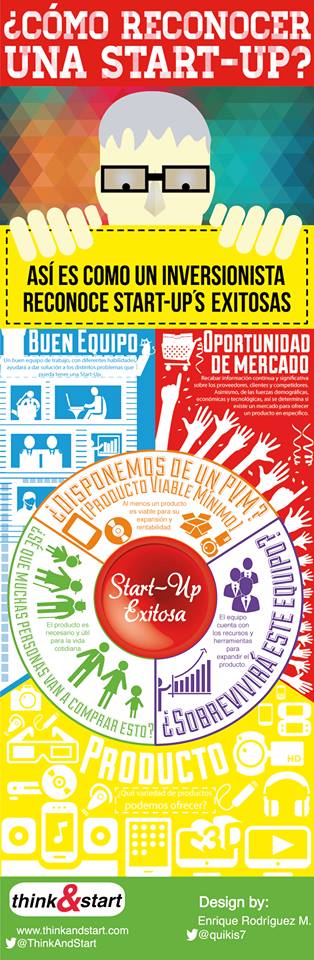 ¿CÓMO RECONOCER
UNA START-UP?
ASÍ ES COMO UN INVERSIONISTA
RECONOCE START-UP'S EXITOSAS
BUEN EQUIPO
Un buen equipo de trabajo, con diferentes habilidades,
ayudará a dar solución a los distintos problemas que
pueda tener una Start-Up.
OPORTUNIDAD
DE MERCADO
Recabar información continua y significativa
sobre los proveedores, clientes y competidores.
Asimismo, de las fuerzas demográficas,
económicas y tecnológicas, así se determina si
existe un mercado para ofrecer
un producto en específico.
¿DISPONEMOS DE UN PVM?
(PRODUCTO VIABLE MÍNIMO)
Al menos un producto
es viable para su
expansión y
rentabilidad
¿SÉ QUE MUCHAS PERSONAS VAN A COMPRAR ESTO?
El producto es
necesario y útil
para la vida
cotidiana
Start-Up
Exitosa
¿SOBREVIVIRÁ ESTE EQUIPO?
El equipo
cuenta con
los recursos y
herramientas
para
expandir el
producto.
PRODUCTO
¿Qué variedad de productos
podemos ofrecer?
HD
3D
think&start
www.thinkandstart.com
@ThinkAndStart
Design by:
Enrique Rodríguez M.
@quikis7